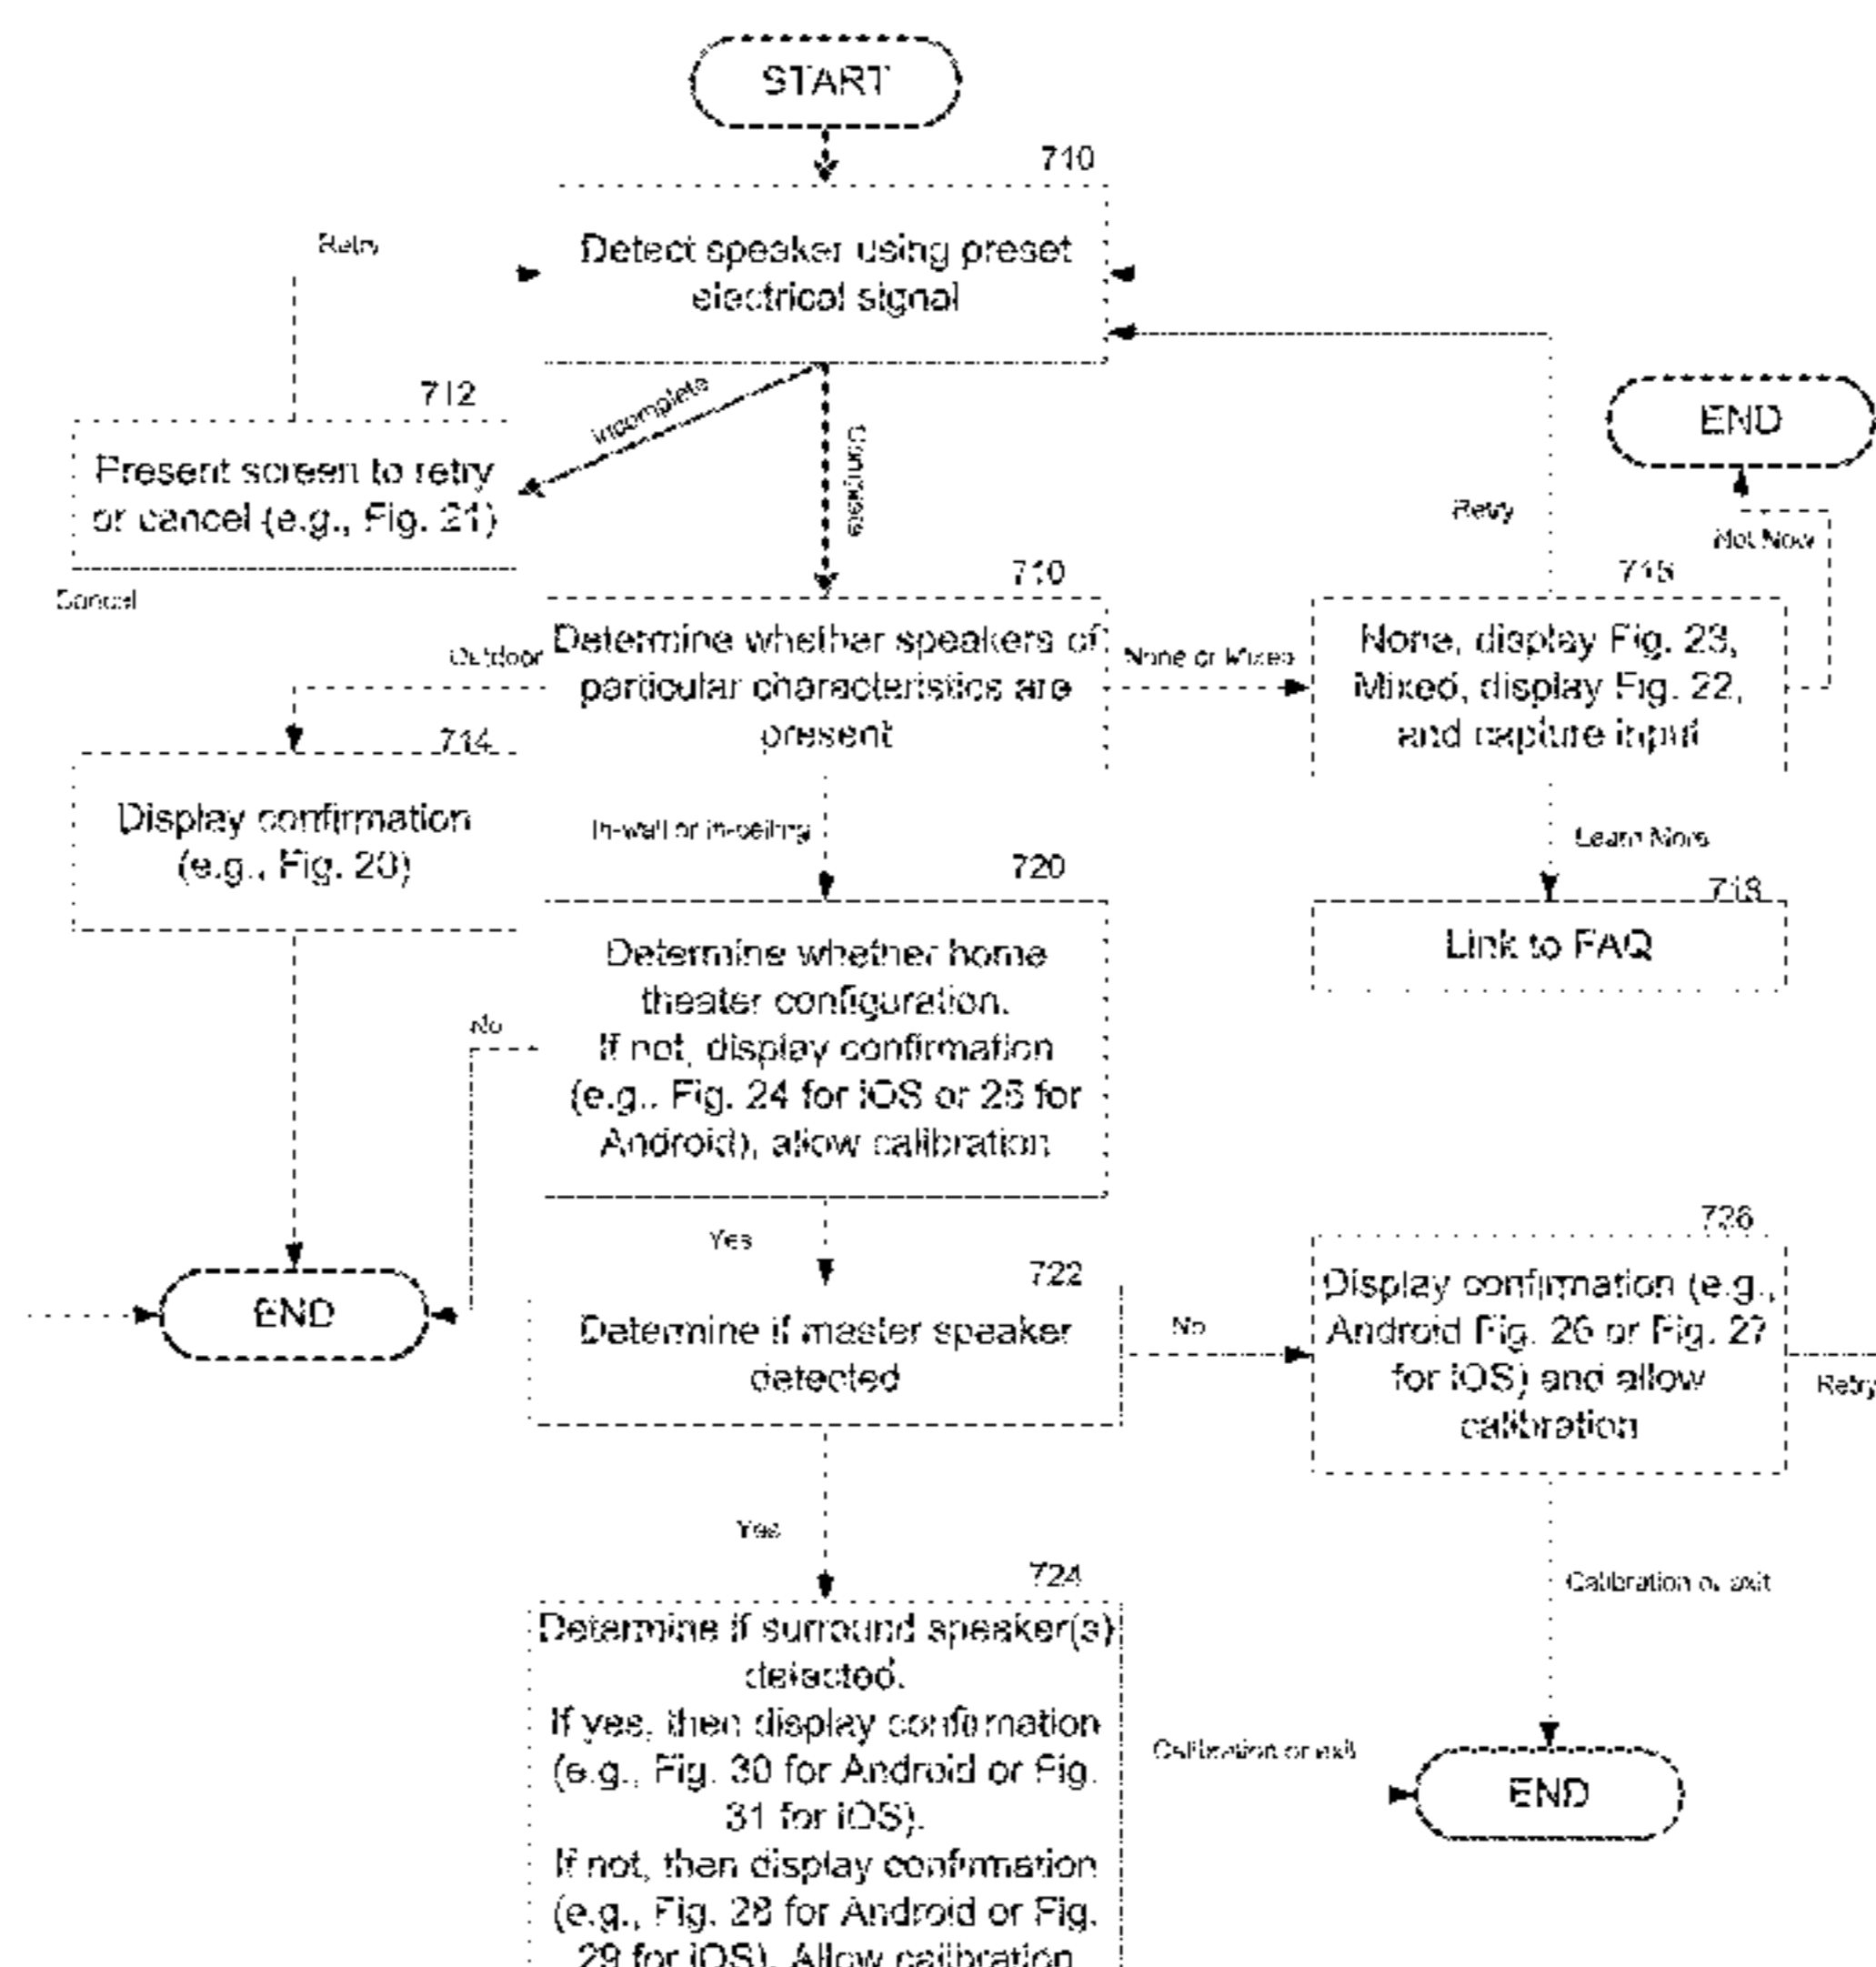 START
710
Detect speaker using preset
electrical signal
Retry
712
Present screen to retry
or cancel (e.g., Fig. 21)
Cancel
Incomplete
Complete
END
Not Now
Retry
710
Determine whether speakers of
particular characteristics are
present
Outdoor
None or Mixed
None, display Fig. 23,
Mixed, display Fig. 22,
and capture input
714
Display confirmation
(e.g., Fig. 20)
In-wall or in-ceiling
Learn More
720
Link to FAQ
Determine whether home
theater configuration.
If not, display confirmation
(e.g., Fig. 24 for iOS or 25 for
Android), allow calibration
No
Yes
END
722
Determine if master speaker
detected
No
726
Display confirmation (e.g.,
Android Fig. 26 or Fig. 27
for iOS) and allow
calibration
Retry
Yes
Calibration or exit
724
Determine if surround speaker(s)
detected.
If yes, then display confirmation
(e.g., Fig. 30 for Android or Fig.
31 for iOS).
If not, then display confirmation
(e.g., Fig. 28 for Android or Fig.
29 for iOS). Allow calibration
Calibration or exit
END